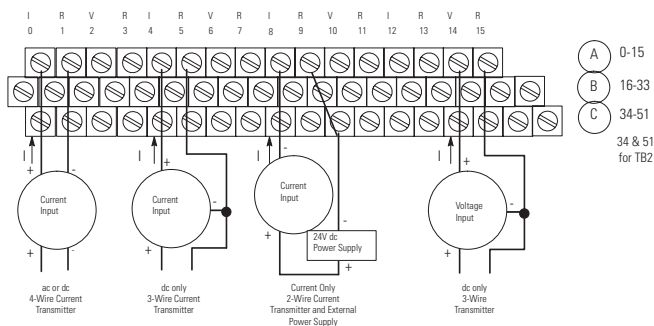 I R V R I R V R I R V R I R V R
0 1 2 3 4 5 6 7 8 9 10 11 12 13 14 15
A 0-15
B 16-33
C 34-51
34 & 51
for TB2
I I I I
+ - + - + -
Current
Input
Current
Input
Current
Input
Voltage
Input
- -
+ - + + - +
24V dc
Power Supply
+
ac or dc
4-Wire Current
Transmitter
dc only
3-Wire Current
Transmitter
Current Only
2-Wire Current
Transmitter and External
Power Supply
dc only
3-Wire
Transmitter